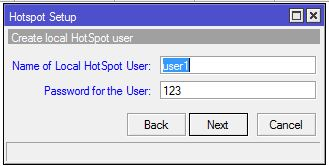 Hotspot Setup
Create local HotSpot user
Name of Local HotSpot User: user1
Password for the User: 123
Back Next Cancel